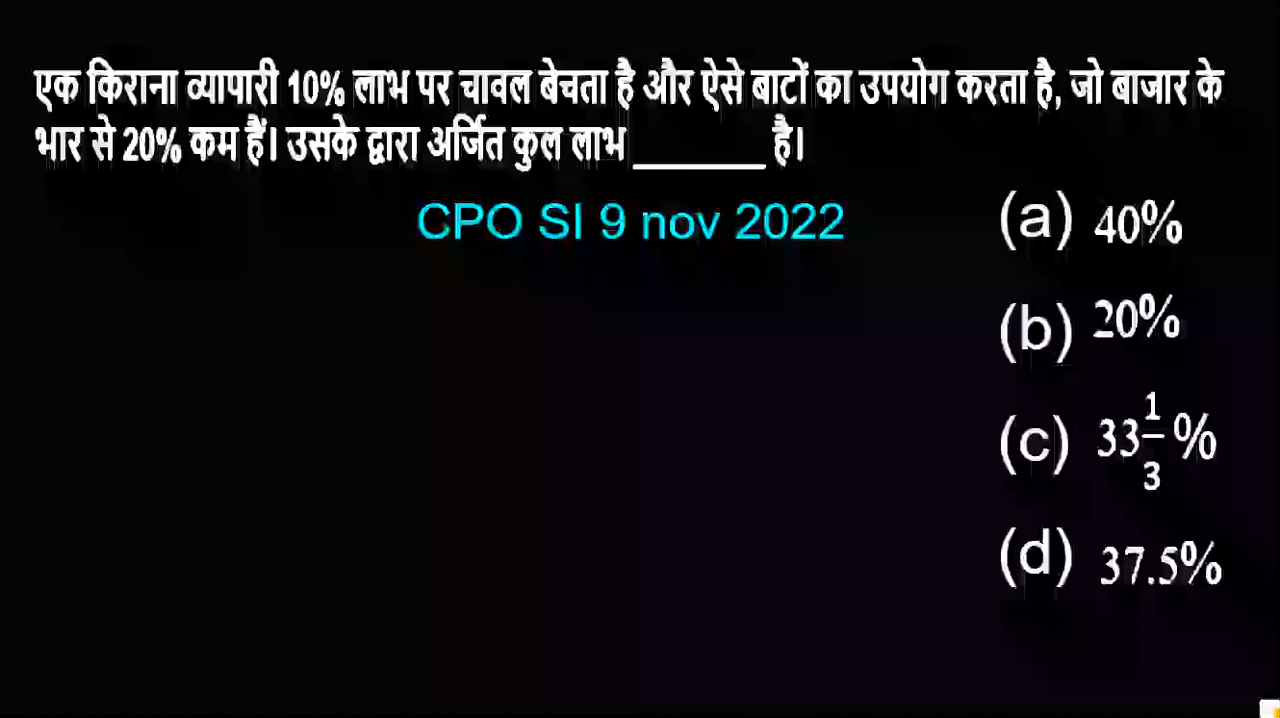 एक किराना व्यापारी 10% लाभ पर चावल बेचता है और ऐसे बाटों का उपयोग करता है, जो बाजार के
भार से 20% कम हैं। उसके द्वारा अर्जित कुल लाभ ________ है।
CPO SI 9 nov 2022
(a) 40%
(b) 20%
(c) 33 1/3 %
(d) 37.5%